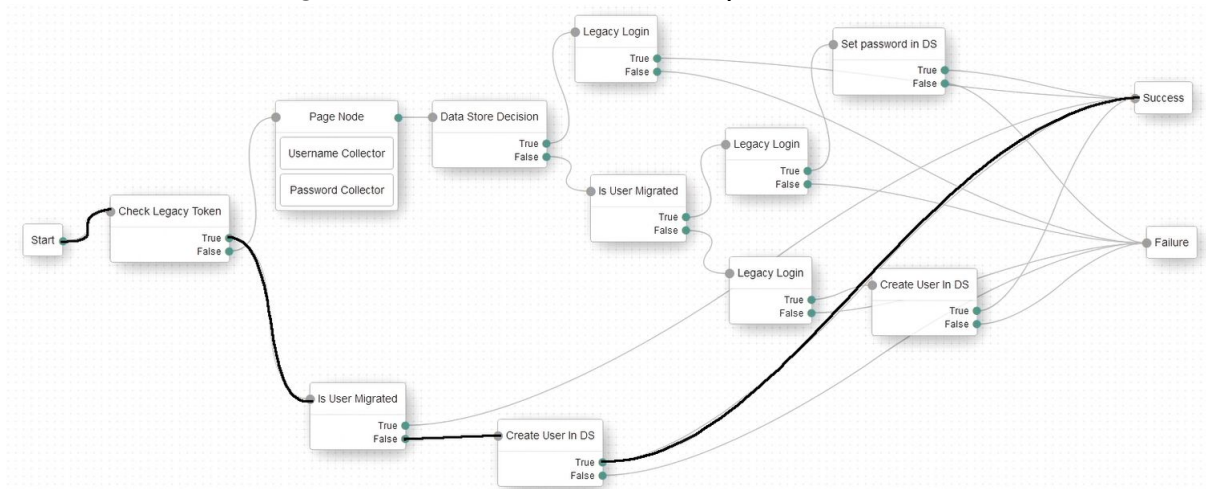 Legacy Login
True
False
Set password in DS
True
False
Success
Page Node
Username Collector
Password Collector
Data Store Decision
True
False
Legacy Login
True
False
Is User Migrated
True
False
Check Legacy Token
True
False
Start
Failure
Legacy Login
True
False
Create User In DS
True
False
Is User Migrated
True
False
Create User In DS
True
False